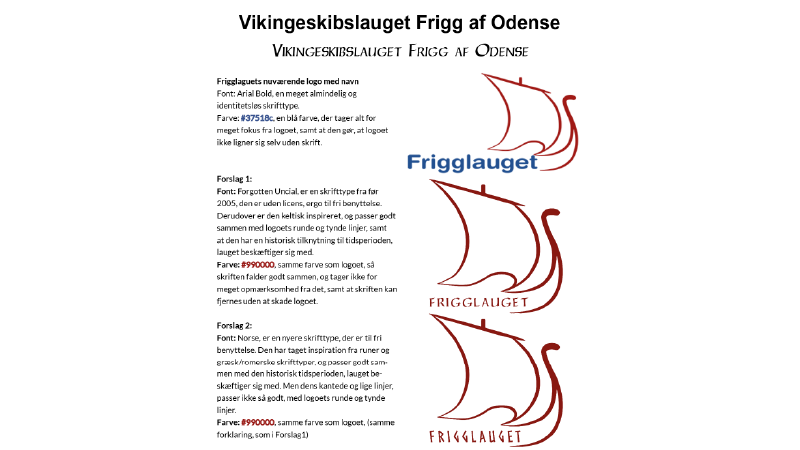 Vikingeskibslauget Frigg af Odense
Vikingeskibslauget Frigg af Odense
Frigglaguets nuværende logo med navn
Font: Arial Bold, en meget almindelig og
identitetsløs skrifttype.
Farve: #37518c, en blå farve, der tager alt for
meget fokus fra logoet, samt at den gør, at logoet
ikke ligner sig selv uden skrift.
Frigglauget
Forslag 1:
Font: Forgotten Uncial, er en skrifttype fra før
2005, den er uden licens, ergo til fri benyttelse.
Derudover er den keltisk inspireret, og passer godt
sammen med logoets runde og tynde linjer, samt
at den har en historisk tilknytning til tidsperioden,
lauget beskæftiger sig med.
Farve: #990000, samme farve som logoet, så
skriften falder godt sammen, og tager ikke for
meget opmærksomhed fra det, samt at skriften kan
fjernes uden at skade logoet.
FRIGGLAUGET
Forslag 2:
Font: Norse, er en nyere skrifttype, der er til fri
benyttelse. Den har taget inspiration fra runer og
græsk/romerske skrifttyper, og passer godt sam-
men med den historisk tidsperioden, lauget be-
skæftiger sig med. Men dens kantede og lige linjer,
passer ikke så godt, med logoets runde og tynde
linjer.
Farve: #990000, samme farve som logoet, (samme
forklaring, som i Forslag1)
FRIGGLAUGET